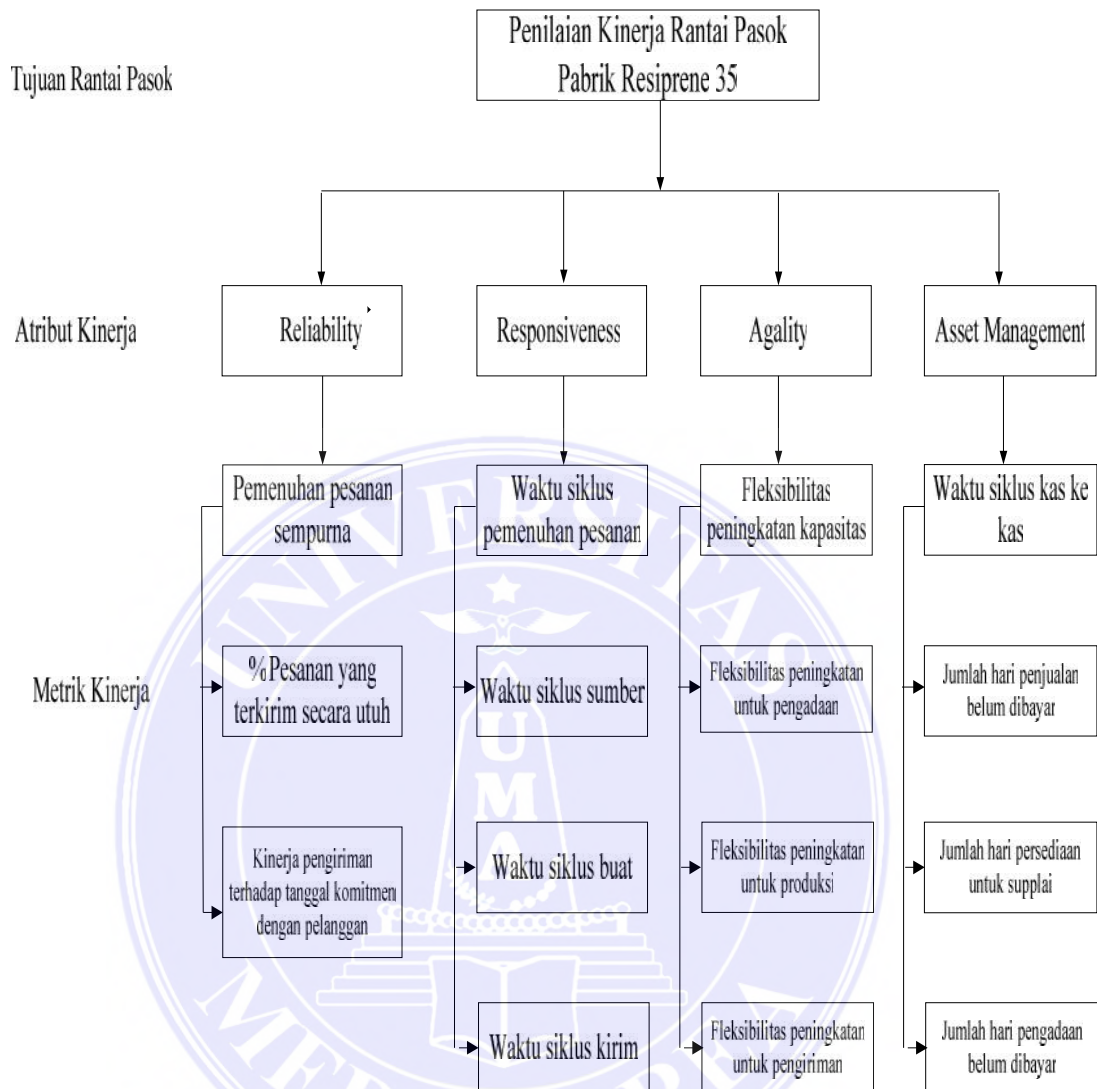 Penilaian Kinerja Rantai Pasok
Pabrik Resiprene 35
Tujuan Rantai Pasok
Atribut Kinerja
Reliability
Responsiveness
Agality
Asset Management
Pemenuhan pesanan
sempurna
Waktu siklus
pemenuhan pesanan
Fleksibilitas
peningkatan kapasitas
Waktu siklus kas ke
kas
Metrik Kinerja
%Pesanan yang
terkirim secara utuh
Waktu siklus sumber
Fleksibilitas peningkatan
untuk pengadaan
Jumlah hari penjualan
belum dibayar
Kinerja pengiriman
terhadap tanggal komitmen
dengan pelanggan
Waktu siklus buat
Fleksibilitas peningkatan
untuk produksi
Jumlah hari persediaan
untuk supplai
Waktu siklus kirim
Fleksibilitas peningkatan
untuk pengiriman
Jumlah hari pengadaan
belum dibayar
UNIVERSITAS
UMA